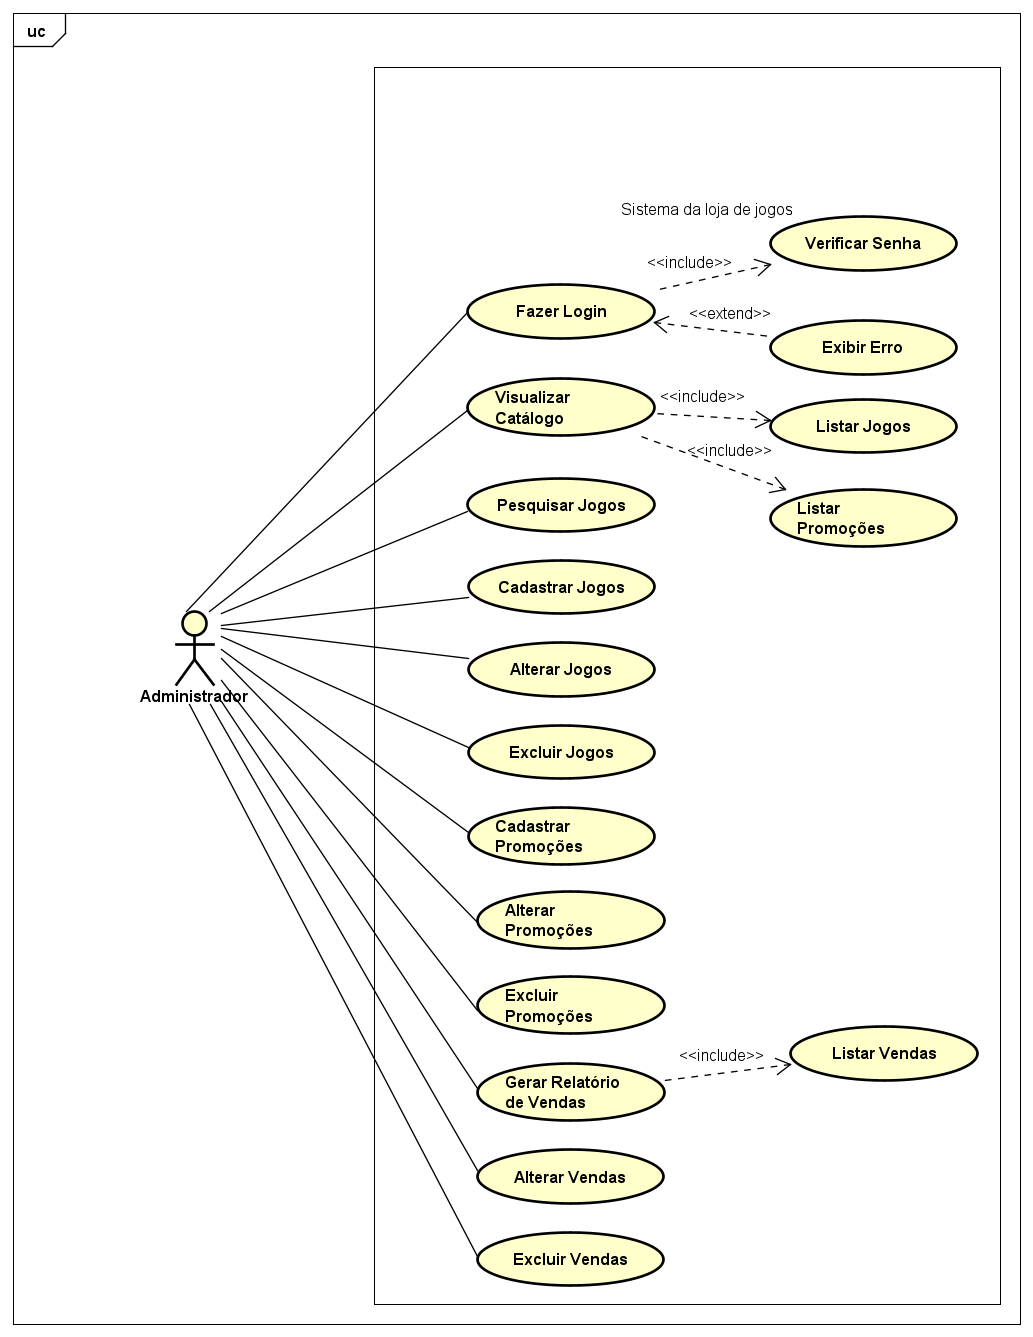 uc
Sistema da loja de jogos
Verificar Senha
<<include>>
Fazer Login
<<extend>>
Exibir Erro
Visualizar
Catálogo
<<include>>
Listar Jogos
<<include>>
Listar
Promoções
Pesquisar Jogos
Cadastrar Jogos
Alterar Jogos
Administrador
Excluir Jogos
Cadastrar
Promoções
Alterar
Promoções
Excluir
Promoções
Gerar Relatório
de Vendas
<<include>>
Listar Vendas
Alterar Vendas
Excluir Vendas